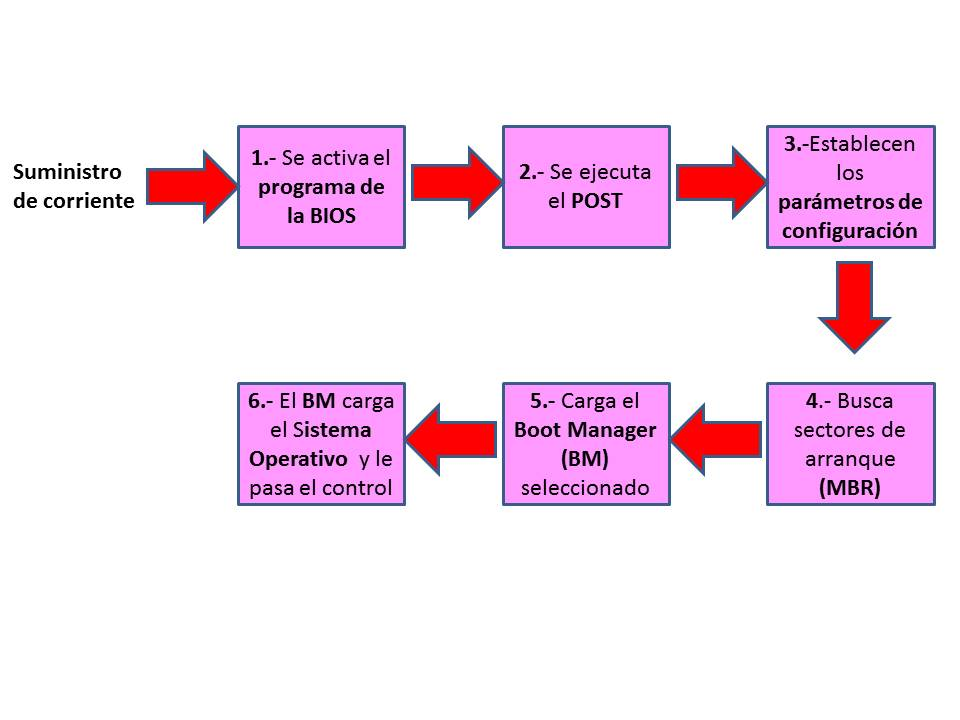 Suministro
de corriente
1.- Se activa el
programa de
la BIOS
2.- Se ejecuta
el POST
3.-Establecen
los
parámetros de
configuración
4.- Busca
sectores de
arranque
(MBR)
5.- Carga el
Boot Manager
(BM)
seleccionado
6.- El BM carga
el Sistema
Operativo y le
pasa el control